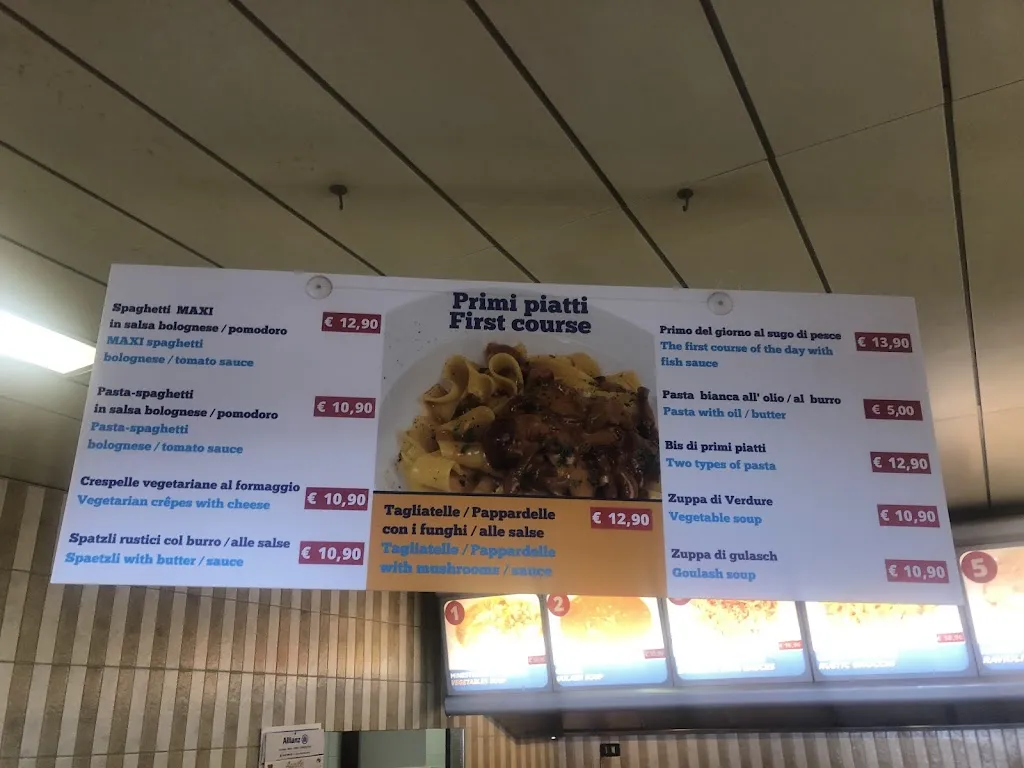 Primi piatti
First course
Spaghetti MAXI
in salsa bolognese / pomodoro
€ 12,90
MAXI spaghetti
bolognese / tomato sauce
Pasta-spaghetti
in salsa bolognese / pomodoro
€ 10,90
Pasta-spaghetti
bolognese / tomato sauce
Crespelle vegetariane al formaggio
€ 10,90
Vegetarian crêpes with cheese
Spatzli rustici col burro / alle salse
€ 10,90
Spaetzli with butter / sauce
Tagliatelle / Pappardelle
€ 12,90
con i funghi / alle salse
Tagliatelle / Pappardelle
with mushrooms / sauce
Primo del giorno al sugo di pesce
€ 13,90
The first course of the day with
fish sauce
Pasta bianca all' olio / al burro
€ 5,00
Pasta with oil / butter
Bis di primi piatti
€ 12,90
Two types of pasta
Zuppa di Verdure
€ 10,90
Vegetable soup
Zuppa di gulasch
€ 10,90
Goulash soup
1
2
5
VEGETABLES SOUP
Allianz